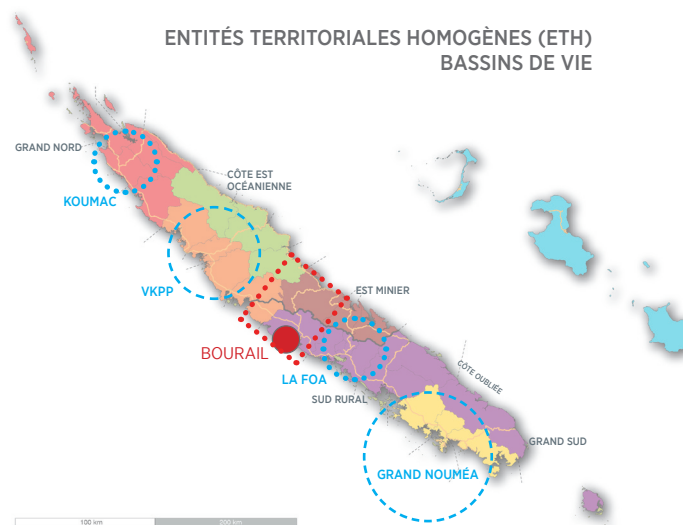 ENTITÉS TERRITORIALES HOMOGÈNES (ETH)
BASSINS DE VIE
GRAND NORD
CÔTE EST
OCÉANIENNE
KOUMAC
VKPP
EST MINIER
BOURAIL
LA FOA
CÔTE OUBLIÉE
SUD RURAL
GRAND SUD
GRAND NOUMÉA
100 km
200 km